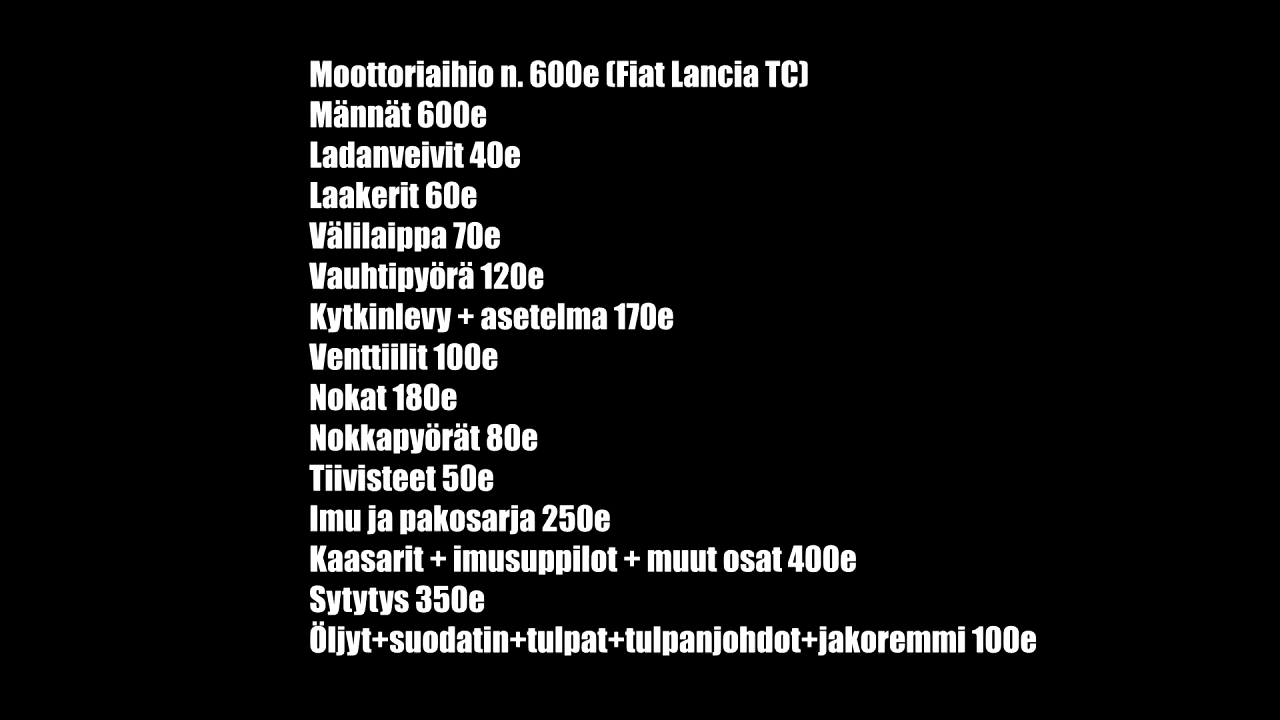 Moottoriaihio n. 600e (Fiat Lancia TC)
Männät 600e
Ladanveivit 40e
Laakerit 60e
Välilaippa 70e
Vauhtipyörä 120e
Kytkinlevy + asetelma 170e
Venttiilit 100e
Nokat 180e
Nokkapyörät 80e
Tiivisteet 50e
Imu ja pakosarja 250e
Kaasarit + imusuppilot + muut osat 400e
Sytytys 350e
Öljyt+suodatin+tulpat+tulpanjohdot+jakoremmi 100e